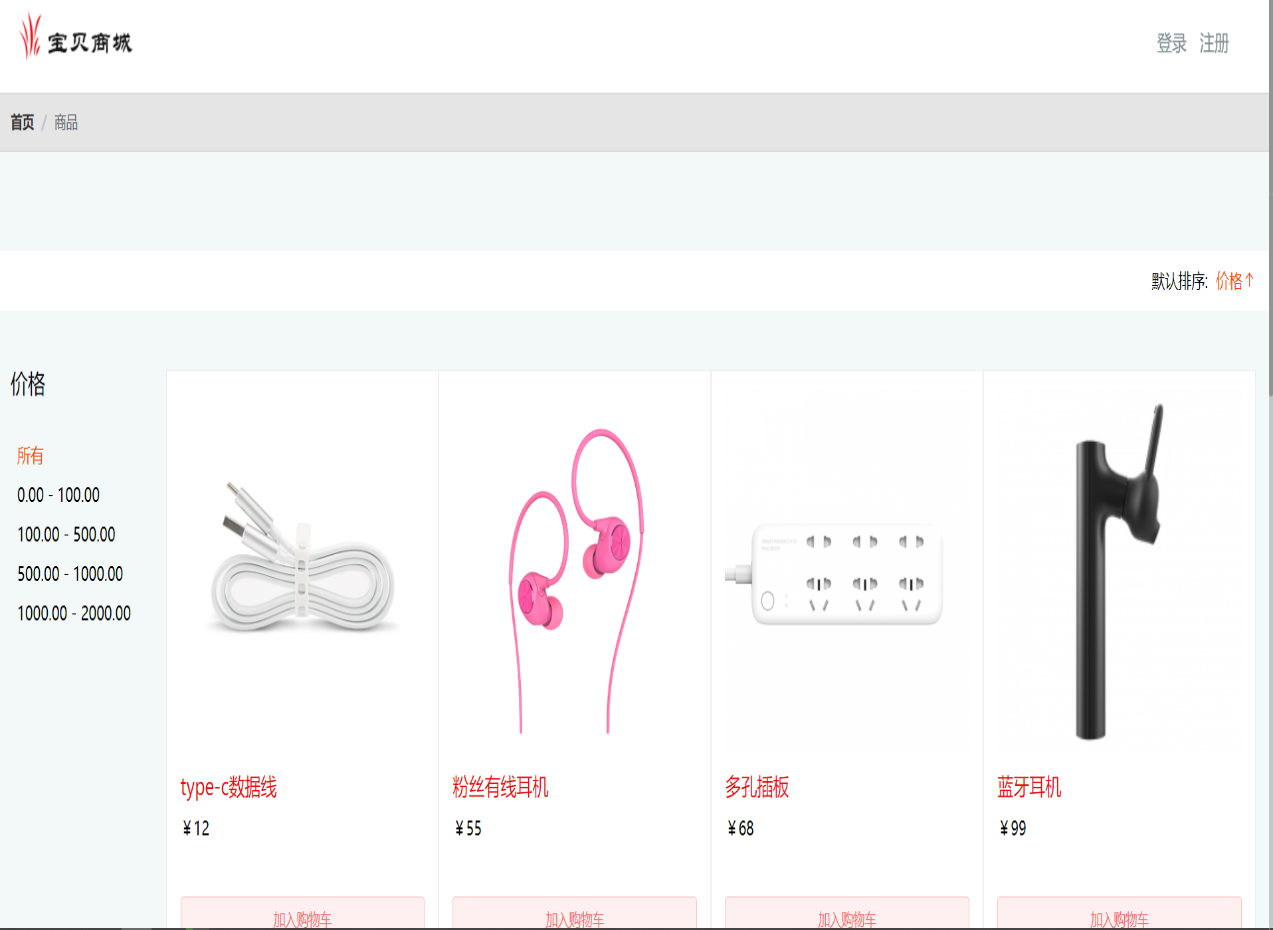 宝贝商城
登录 注册
首页 / 商品
默认排序: 价格↑
价格
所有
0.00 - 100.00
100.00 - 500.00
500.00 - 1000.00
1000.00 - 2000.00
type-c数据线
¥12
加入购物车
粉丝有线耳机
¥55
加入购物车
多孔插板
¥68
加入购物车
蓝牙耳机
¥99
加入购物车